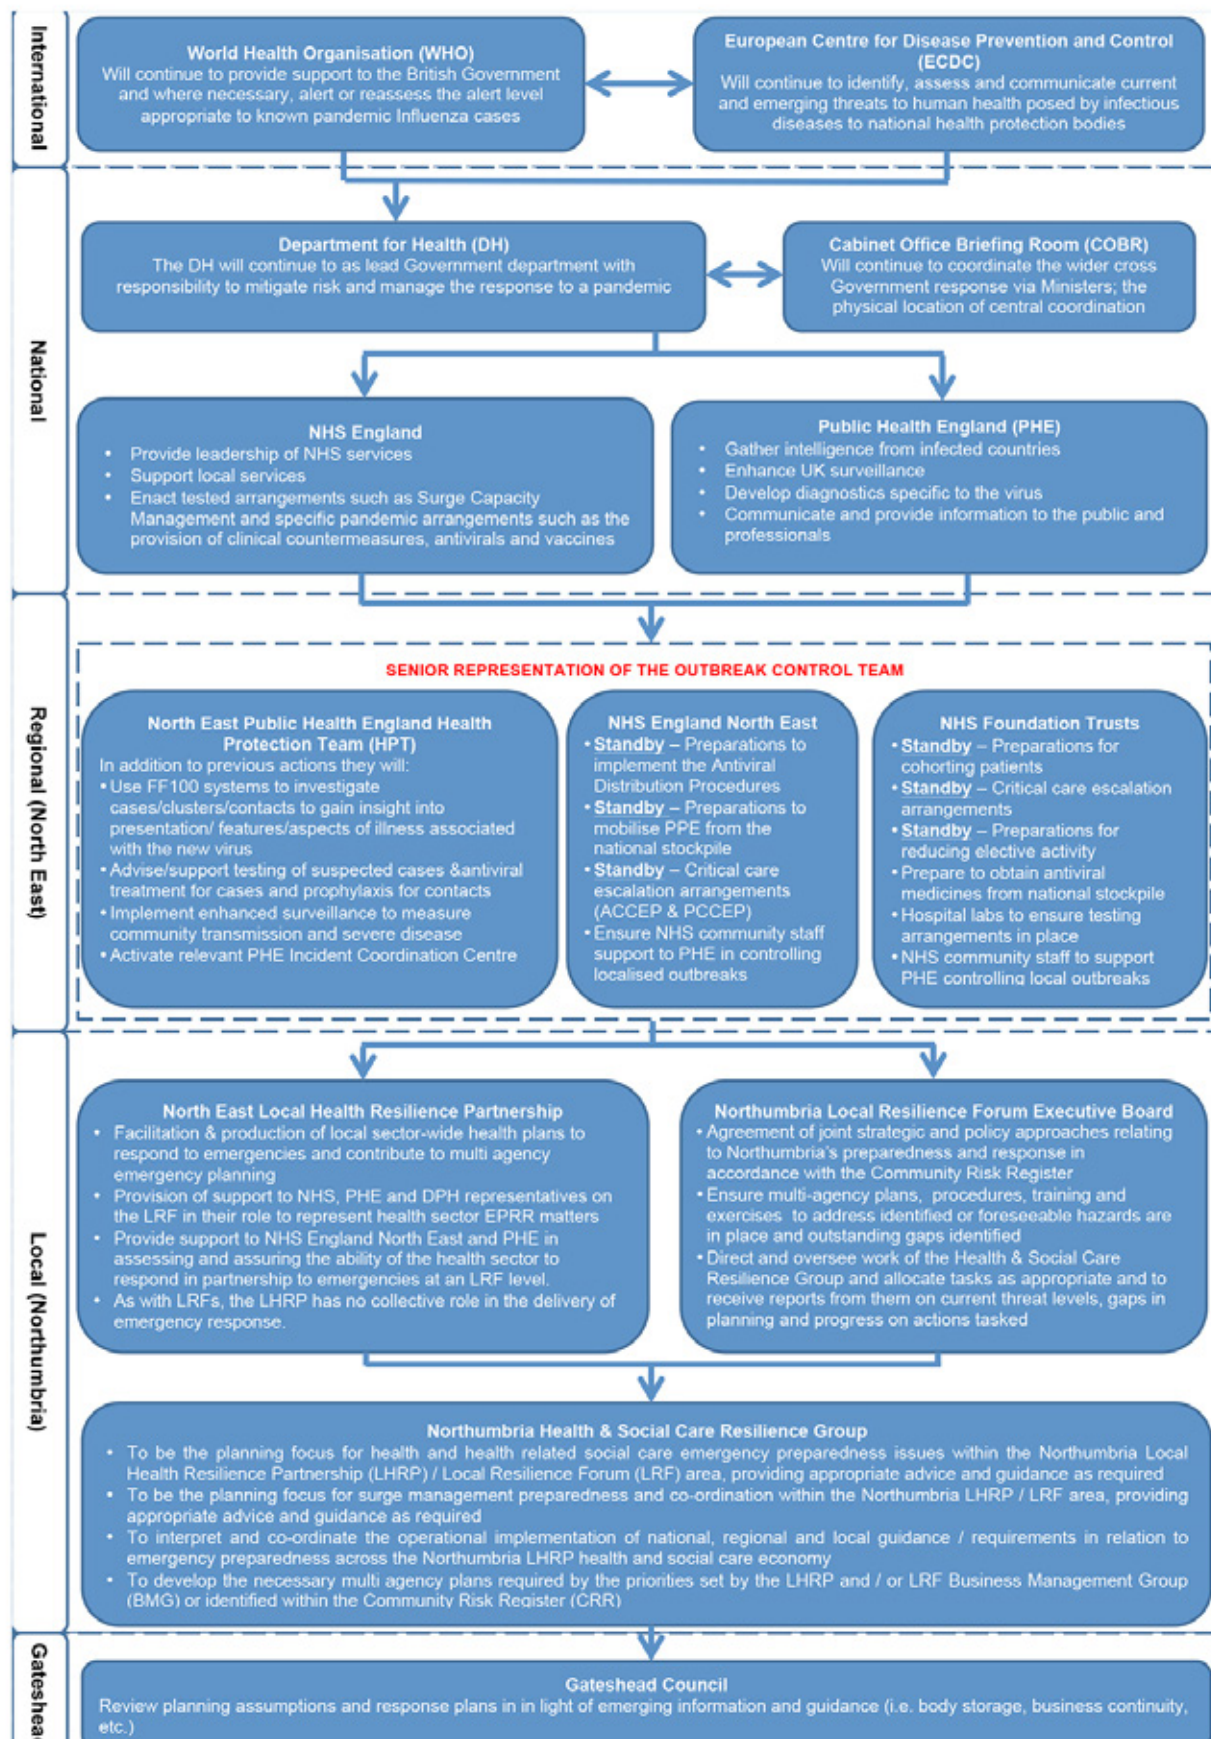 International
World Health Organisation (WHO)
Will continue to provide support to the British Government
and where necessary, alert or reassess the alert level
appropriate to known pandemic Influenza cases
European Centre for Disease Prevention and Control
(ECDC)
Will continue to identify, assess and communicate current
and emerging threats to human health posed by infectious
diseases to national health protection bodies
National
Department for Health (DH)
The DH will continue to as lead Government department with
responsibility to mitigate risk and manage the response to a pandemic
Cabinet Office Briefing Room (COBR)
Will continue to coordinate the wider cross
Government response via Ministers; the
physical location of central coordination
NHS England
• Provide leadership of NHS services
• Support local services
• Enact tested arrangements such as Surge Capacity
Management and specific pandemic arrangements such as the
provision of clinical countermeasures, antivirals and vaccines
Public Health England (PHE)
• Gather intelligence from infected countries
• Enhance UK surveillance
• Develop diagnostics specific to the virus
• Communicate and provide information to the public and
professionals
Regional (North East)
SENIOR REPRESENTATION OF THE OUTBREAK CONTROL TEAM
North East Public Health England Health
Protection Team (HPT)
In addition to previous actions they will:
• Use FF100 systems to investigate
cases/clusters/contacts to gain insight into
presentation/ features/aspects of illness associated
with the new virus
• Advise/support testing of suspected cases &antiviral
treatment for cases and prophylaxis for contacts
• Implement enhanced surveillance to measure
community transmission and severe disease
• Activate relevant PHE Incident Coordination Centre
NHS England North East
• Standby – Preparations to
implement the Antiviral
Distribution Procedures
• Standby – Preparations to
mobilise PPE from the
national stockpile
• Standby – Critical care
escalation arrangements
(ACCEP & PCCEP)
• Ensure NHS community staff
support to PHE in controlling
localised outbreaks
NHS Foundation Trusts
• Standby – Preparations for
cohorting patients
• Standby – Critical care escalation
arrangements
• Standby – Preparations for
reducing elective activity
• Prepare to obtain antiviral
medicines from national stockpile
• Hospital labs to ensure testing
arrangements in place
• NHS community staff to support
PHE controlling local outbreaks
Local (Northumbria)
North East Local Health Resilience Partnership
• Facilitation & production of local sector-wide health plans to
respond to emergencies and contribute to multi agency
emergency planning
• Provision of support to NHS, PHE and DPH representatives on
the LRF in their role to represent health sector EPRR matters
• Provide support to NHS England North East and PHE in
assessing and assuring the ability of the health sector to
respond in partnership to emergencies at an LRF level.
• As with LRFs, the LHRP has no collective role in the delivery of
emergency response.
Northumbria Local Resilience Forum Executive Board
• Agreement of joint strategic and policy approaches relating
to Northumbria's preparedness and response in
accordance with the Community Risk Register
• Ensure multi-agency plans, procedures, training and
exercises to address identified or foreseeable hazards are
in place and outstanding gaps identified
• Direct and oversee work of the Health & Social Care
Resilience Group and allocate tasks as appropriate and to
receive reports from them on current threat levels, gaps in
planning and progress on actions tasked
Northumbria Health & Social Care Resilience Group
• To be the planning focus for health and health related social care emergency preparedness issues within the Northumbria Local
Health Resilience Partnership (LHRP) / Local Resilience Forum (LRF) area, providing appropriate advice and guidance as required
• To be the planning focus for surge management preparedness and co-ordination within the Northumbria LHRP / LRF area, providing
appropriate advice and guidance as required
• To interpret and co-ordinate the operational implementation of national, regional and local guidance / requirements in relation to
emergency preparedness across the Northumbria LHRP health and social care economy
• To develop the necessary multi agency plans required by the priorities set by the LHRP and / or LRF Business Management Group
(BMG) or identified within the Community Risk Register (CRR)
Gateshea
Gateshead Council
Review planning assumptions and response plans in in light of emerging information and guidance (i.e. body storage, business continuity,
etc.)